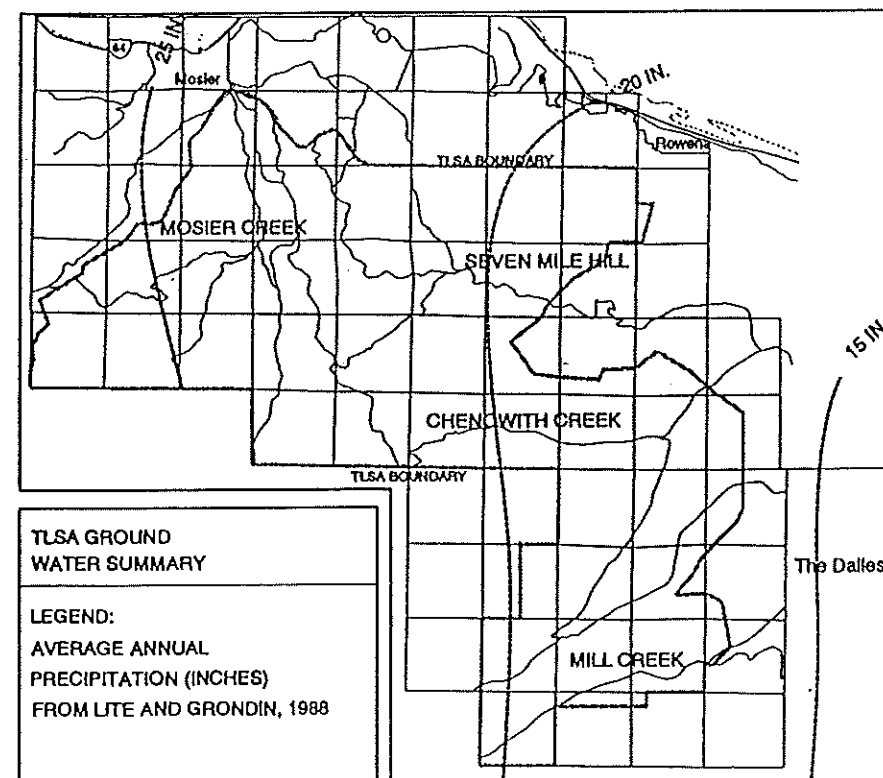 25 IN.
84
Mosier
20 IN.
Rowena
TLSA BOUNDARY
MOSIER CREEK
SEVEN MILE HILL
15 IN.
CHENOWITH CREEK
TLSA BOUNDARY
The Dalles
MILL CREEK
TLSA GROUND
WATER SUMMARY
LEGEND:
AVERAGE ANNUAL
PRECIPITATION (INCHES)
FROM LITE AND GRONDIN, 1988